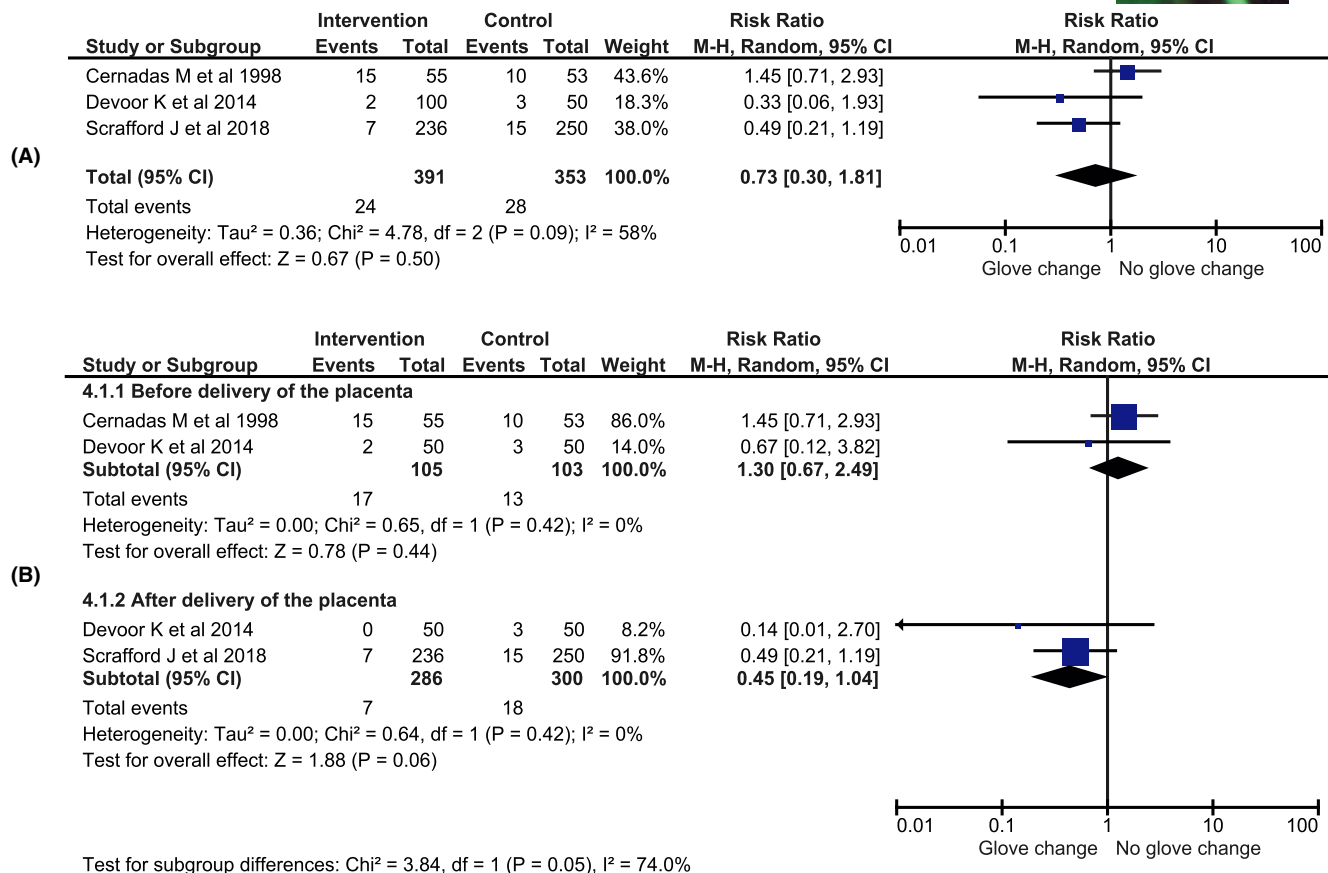 Intervention Control Risk Ratio Risk Ratio
Study or Subgroup Events Total Events Total Weight M-H, Random, 95% CI M-H, Random, 95% CI
Cernadas M et al 1998 15 55 10 53 43.6% 1.45 [0.71, 2.93]
Devoor K et al 2014 2 100 3 50 18.3% 0.33 [0.06, 1.93]
Scrafford J et al 2018 7 236 15 250 38.0% 0.49 [0.21, 1.19]
(A)
Total (95% CI) 391 353 100.0% 0.73 [0.30, 1.81]
Total events 24 28
Heterogeneity: Tau² = 0.36; Chi² = 4.78, df = 2 (P = 0.09); I² = 58%
Test for overall effect: Z = 0.67 (P = 0.50)
0.01 0.1 1 10 100
Glove change No glove change
Intervention Control Risk Ratio Risk Ratio
Study or Subgroup Events Total Events Total Weight M-H, Random, 95% CI M-H, Random, 95% CI
4.1.1 Before delivery of the placenta
Cernadas M et al 1998 15 55 10 53 86.0% 1.45 [0.71, 2.93]
Devoor K et al 2014 2 50 3 50 14.0% 0.67 [0.12, 3.82]
Subtotal (95% CI) 105 103 100.0% 1.30 [0.67, 2.49]
Total events 17 13
Heterogeneity: Tau² = 0.00; Chi² = 0.65, df = 1 (P = 0.42); I² = 0%
Test for overall effect: Z = 0.78 (P = 0.44)
(B)
4.1.2 After delivery of the placenta
Devoor K et al 2014 0 50 3 50 8.2% 0.14 [0.01, 2.70]
Scrafford J et al 2018 7 236 15 250 91.8% 0.49 [0.21, 1.19]
Subtotal (95% CI) 286 300 100.0% 0.45 [0.19, 1.04]
Total events 7 18
Heterogeneity: Tau² = 0.00; Chi² = 0.64, df = 1 (P = 0.42); I² = 0%
Test for overall effect: Z = 1.88 (P = 0.06)
0.01 0.1 1 10 100
Glove change No glove change
Test for subgroup differences: Chi² = 3.84, df = 1 (P = 0.05), I² = 74.0%